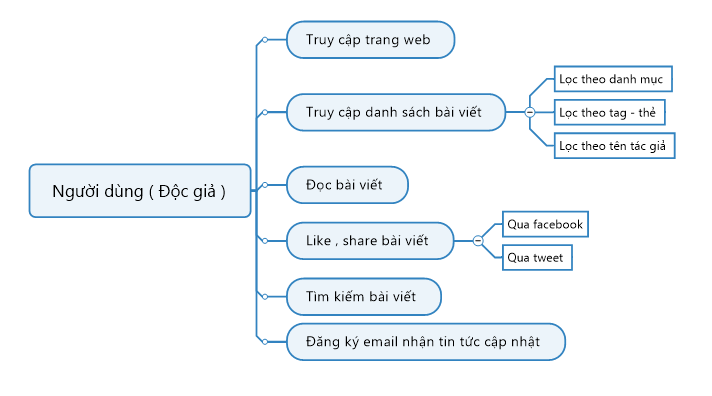 Người dùng ( Độc giả )
Truy cập trang web
Truy cập danh sách bài viết
Lọc theo danh mục
Lọc theo tag - thẻ
Lọc theo tên tác giả
Đọc bài viết
Like , share bài viết
Qua facebook
Qua tweet
Tìm kiếm bài viết
Đăng ký email nhận tin tức cập nhật